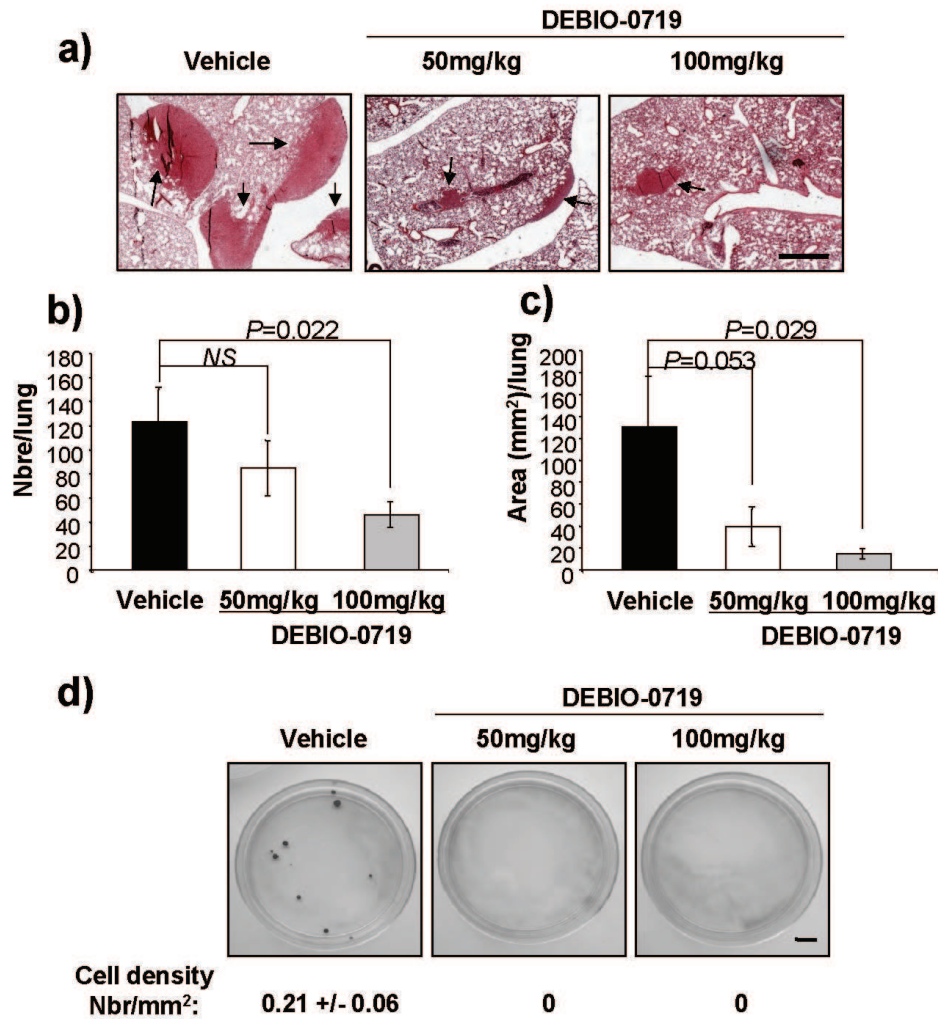 DEBIO-0719
a)
Vehicle
50mg/kg
100mg/kg
b)
P=0.022
NS
Nbre/lung
180
160
140
120
100
80
60
40
20
0
Vehicle
50mg/kg
100mg/kg
DEBIO-0719
c)
P=0.029
P=0.053
Area (mm²)/lung
200
180
160
140
120
100
80
60
40
20
0
Vehicle
50mg/kg
100mg/kg
DEBIO-0719
d)
DEBIO-0719
Vehicle
50mg/kg
100mg/kg
Cell density
Nbr/mm²:
0.21 +/- 0.06
0
0